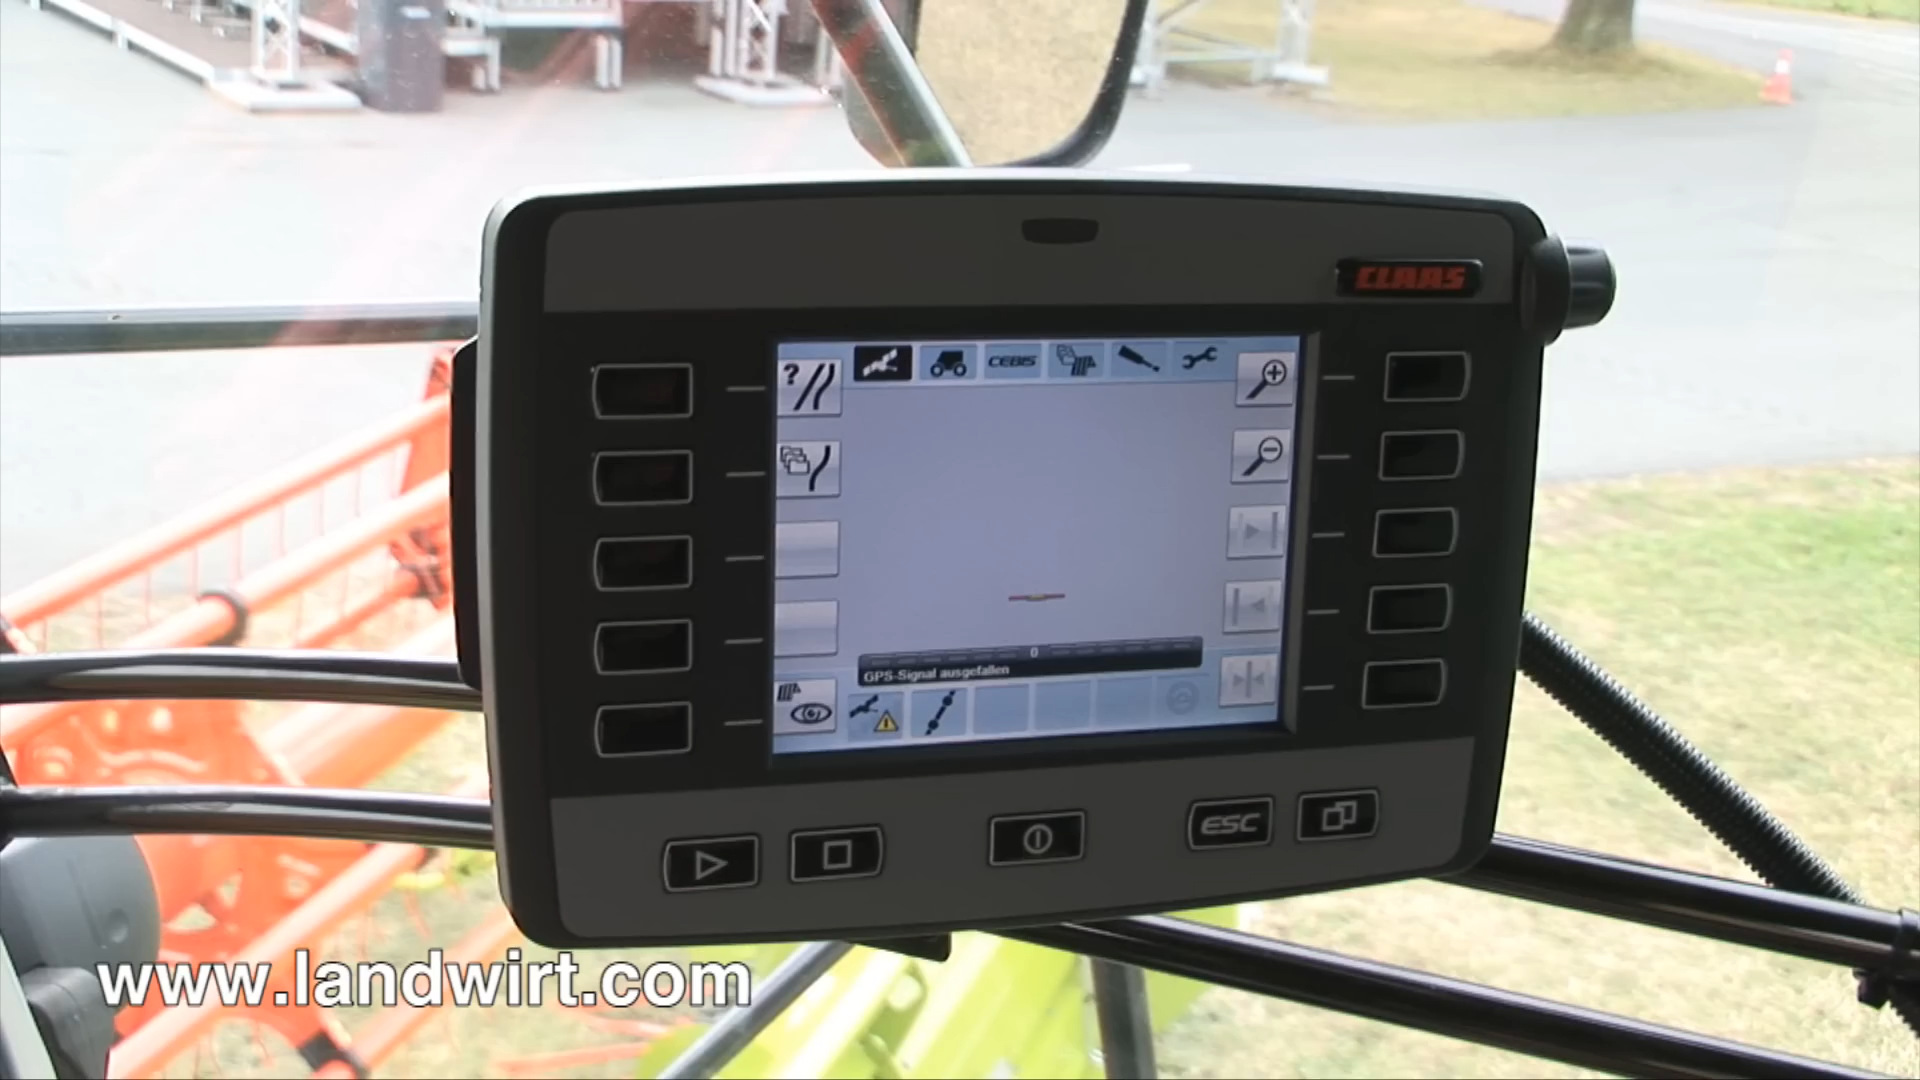 CLAAS
?
CEBIS
0
GPS-Signal ausgefallen
ESC
www.landwirt.com